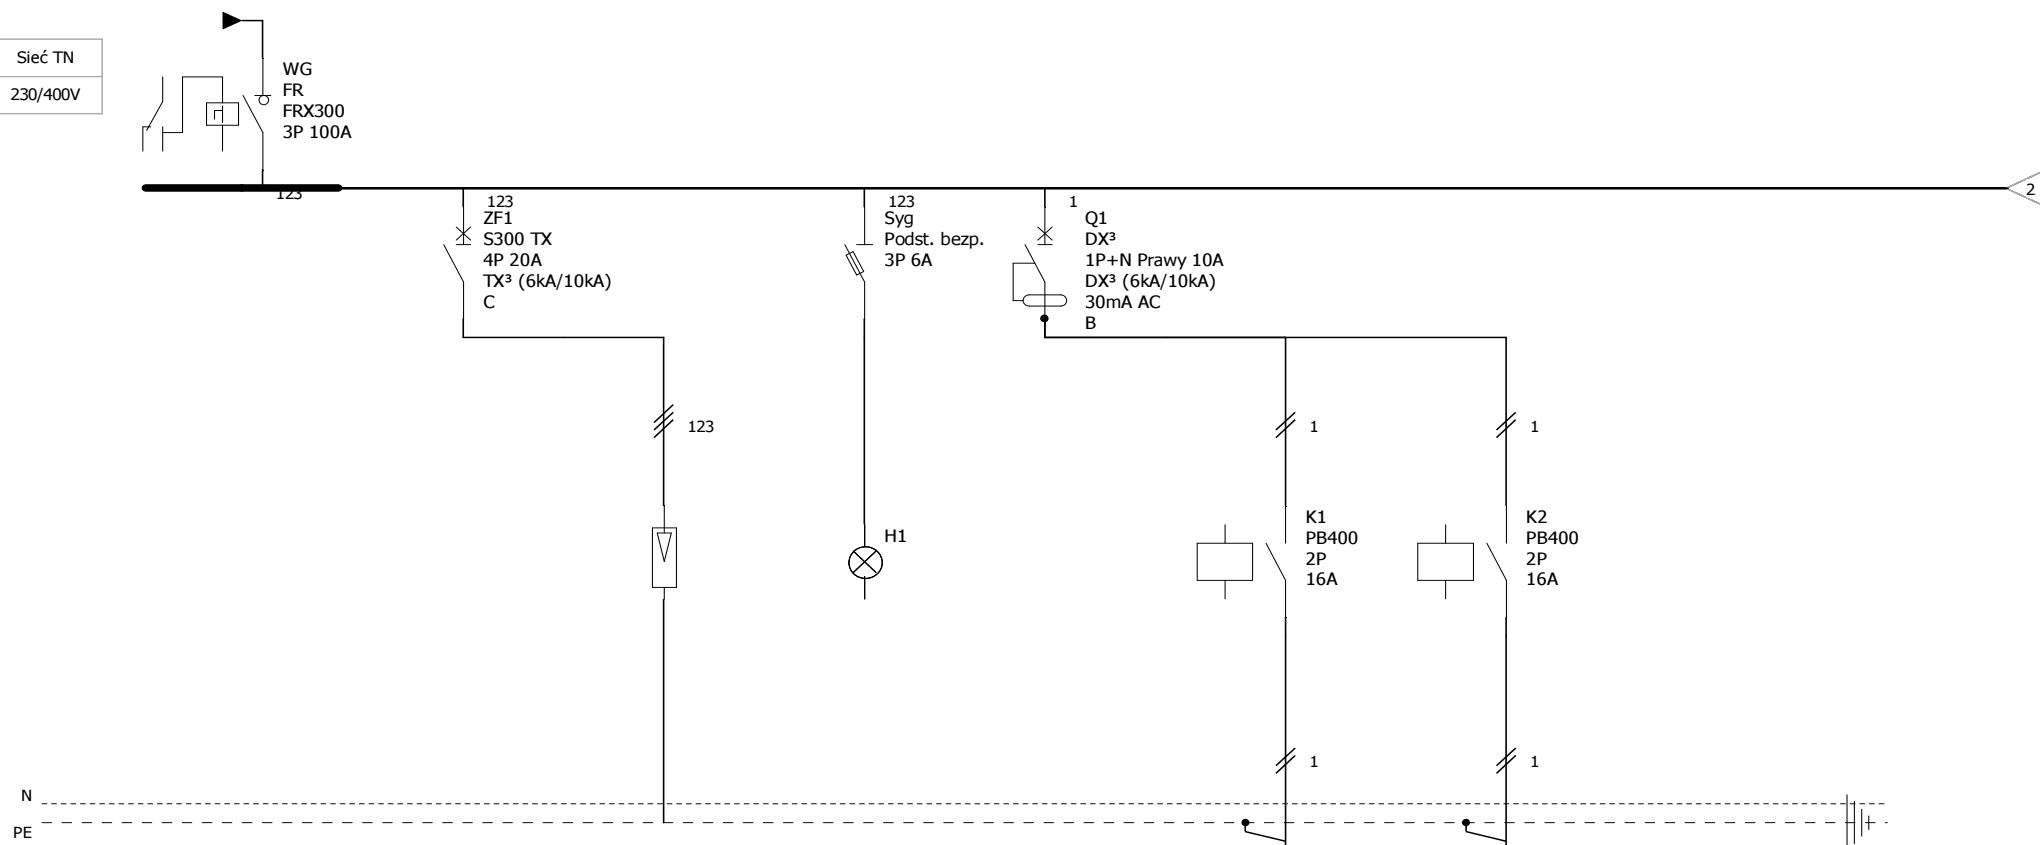 Sieć TN
230/400V
WG
FR
FRX300
3P 100A
123
123
ZF1
S300 TX
4P 20A
TX³ (6kA/10kA)
C
123
Syg
Podst. bezp.
3P 6A
1
Q1
DX³
1P+N Prawy 10A
DX³ (6kA/10kA)
30mA AC
B
2
123
1
1
H1
K1
PB400
2P
16A
K2
PB400
2P
16A
1
1
N
PE